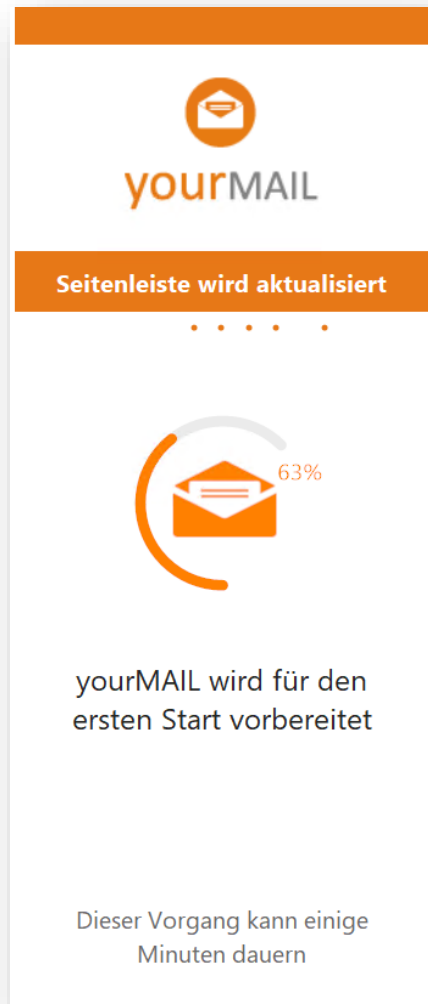 yourMAIL
Seitenleiste wird aktualisiert
63%
yourMAIL wird für den
ersten Start vorbereitet
Dieser Vorgang kann einige
Minuten dauern